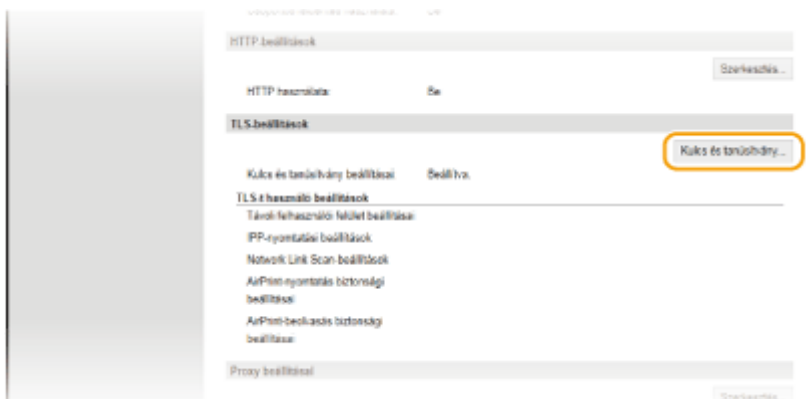 HTTP-beállítások
Szerkesztés...
HTTP használata: Be
TLS-beállítások
Kulcs és tanúsítvány...
Kulcs és tanúsítvány beállításai: Beállítva.
TLS-t használó beállítások
Távoli felhasználói felület beállításai
IPP-nyomtatási beállítások
Network Link Scan-beállítások
AirPrint-nyomtatás biztonsági
beállításai
AirPrint-beolvasás biztonsági
beállításai
Proxy beállításai
Szerkesztés...